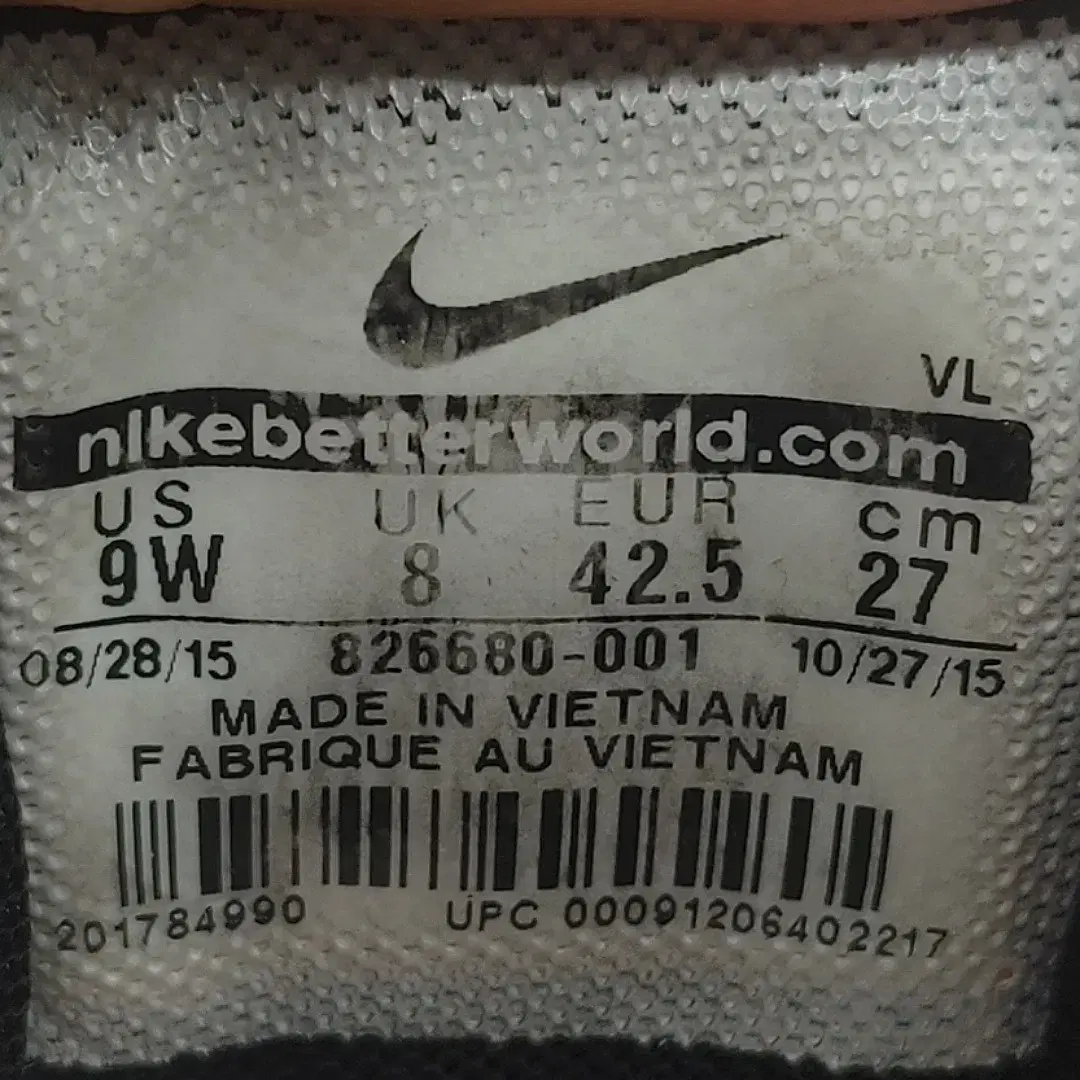 VL
nikebetterworld.com
US UK EUR cm
9W 8 42.5 27
08/28/15 826680-001 10/27/15
MADE IN VIETNAM
FABRIQUE AU VIETNAM
201784990 UPC 00091206402217